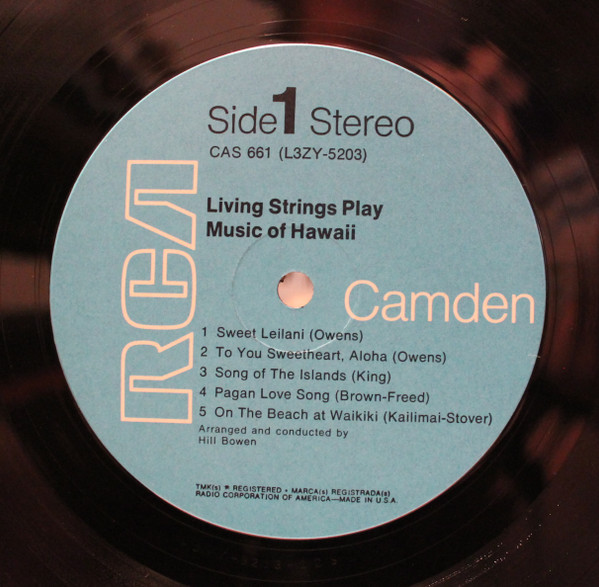 Side 1 Stereo
CAS 661 (L3ZY-5203)
Living Strings Play
Music of Hawaii
RCA
Camden
1 Sweet Leilani (Owens)
2 To You Sweetheart, Aloha (Owens)
3 Song of The Islands (King)
4 Pagan Love Song (Brown-Freed)
5 On The Beach at Waikiki (Kailimai-Stover)
Arranged and conducted by
Hill Bowen
TMK(s) ® REGISTERED • MARCA(s) REGISTRADA(s)
RADIO CORPORATION OF AMERICA—MADE IN U.S.A.